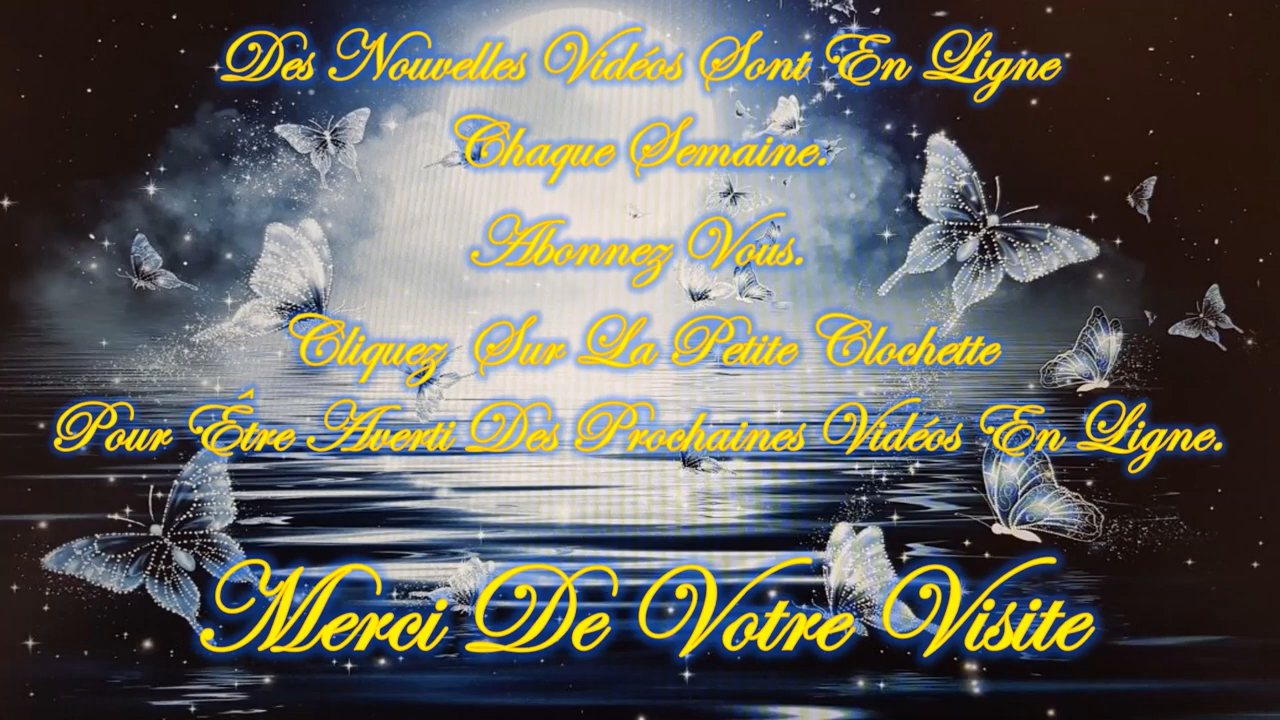 Des Nouvelles Vidéos Sont En Ligne
Chaque Semaine.
Abonnez Vous.
Cliquez Sur La Petite Clochette
Pour Être Averti Des Prochaines Vidéos En Ligne.
Merci De Votre Visite